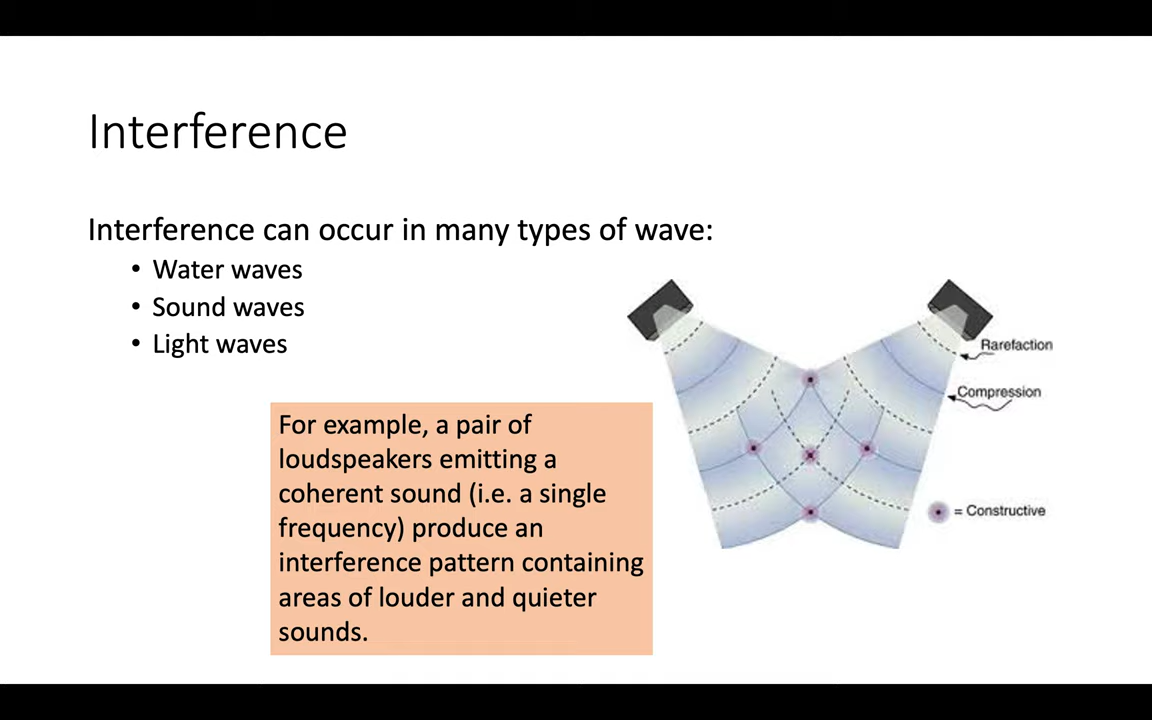 Interference
Interference can occur in many types of wave:
• Water waves
• Sound waves
• Light waves
For example, a pair of
loudspeakers emitting a
coherent sound (i.e. a single
frequency) produce an
interference pattern containing
areas of louder and quieter
sounds.
Rarefaction
Compression
= Constructive